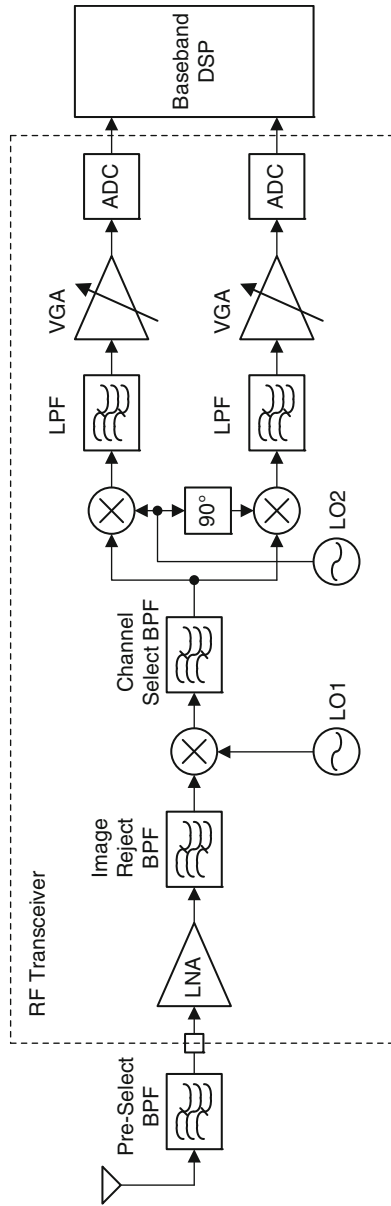 RF Transceiver
Pre-Select
BPF
LNA
Image
Reject
BPF
LO1
Channel
Select BPF
90°
LO2
LPF
VGA
ADC
LPF
VGA
ADC
Baseband
DSP